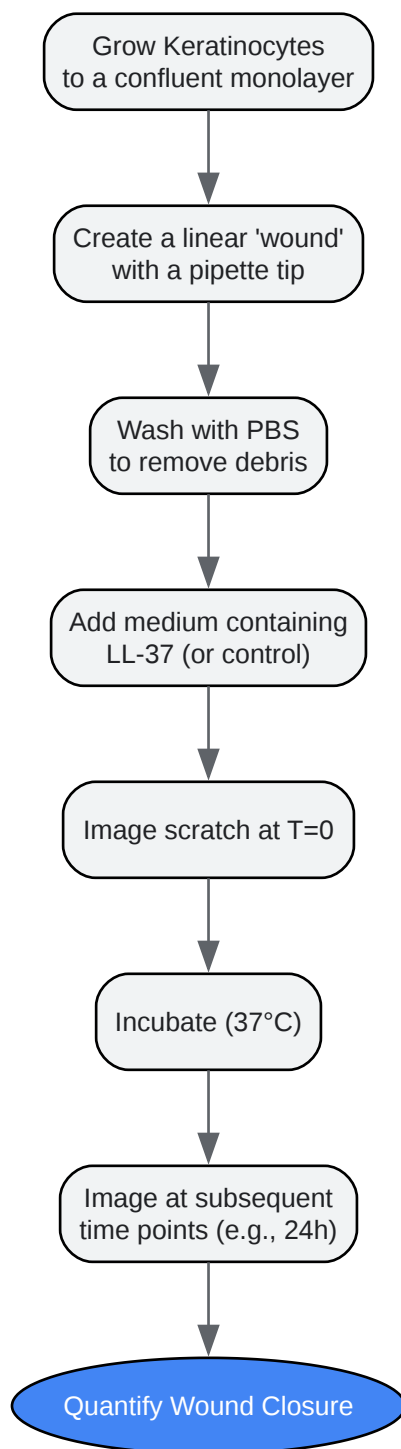 Grow Keratinocytes
to a confluent monolayer
Create a linear 'wound'
with a pipette tip
Wash with PBS
to remove debris
Add medium containing
LL-37 (or control)
Image scratch at T=0
Incubate (37°C)
Image at subsequent
time points (e.g., 24h)
Quantify Wound Closure